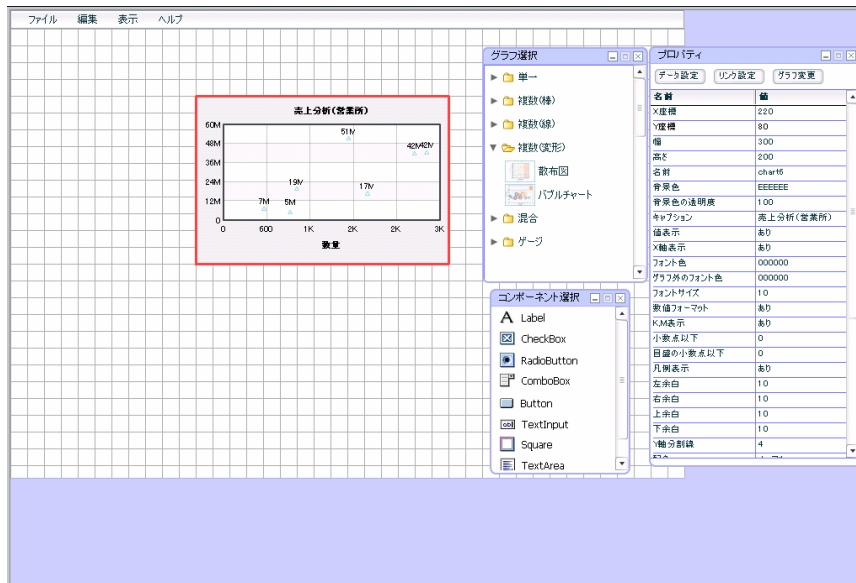 ファイル 編集 表示 ヘルプ
売上分析(営業所)
60M
48M
36M
24M
12M
0
51M
42M 42M
19M
17M
7M
5M
0 600 1K 2K 2K 3K
数量
グラフ選択
単一
複数(棒)
複数(線)
複数(変形)
散布図
バブルチャート
混合
ゲージ
コンポーネント選択
Label
CheckBox
RadioButton
ComboBox
Button
TextInput
Square
TextArea
プロパティ
データ設定 リンク設定 グラフ変更
名前 値
X座標 220
Y座標 80
幅 300
高さ 200
名前 chart6
背景色 EEEEEE
背景色の透明度 100
キャプション 売上分析(営業所)
値表示 あり
X軸表示 あり
フォント色 000000
グラフ外のフォント色 000000
フォントサイズ 10
数値フォーマット あり
K,M表示 あり
小数点以下 0
目盛の小数点以下 0
凡例表示 あり
左余白 10
右余白 10
上余白 10
下余白 10
Y軸分割線 4